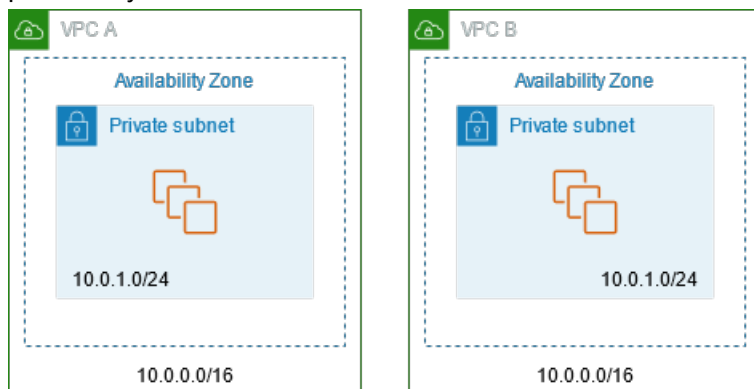 VPC A
VPC B
Availability Zone
Availability Zone
Private subnet
Private subnet
10.0.1.0/24
10.0.1.0/24
10.0.0.0/16
10.0.0.0/16